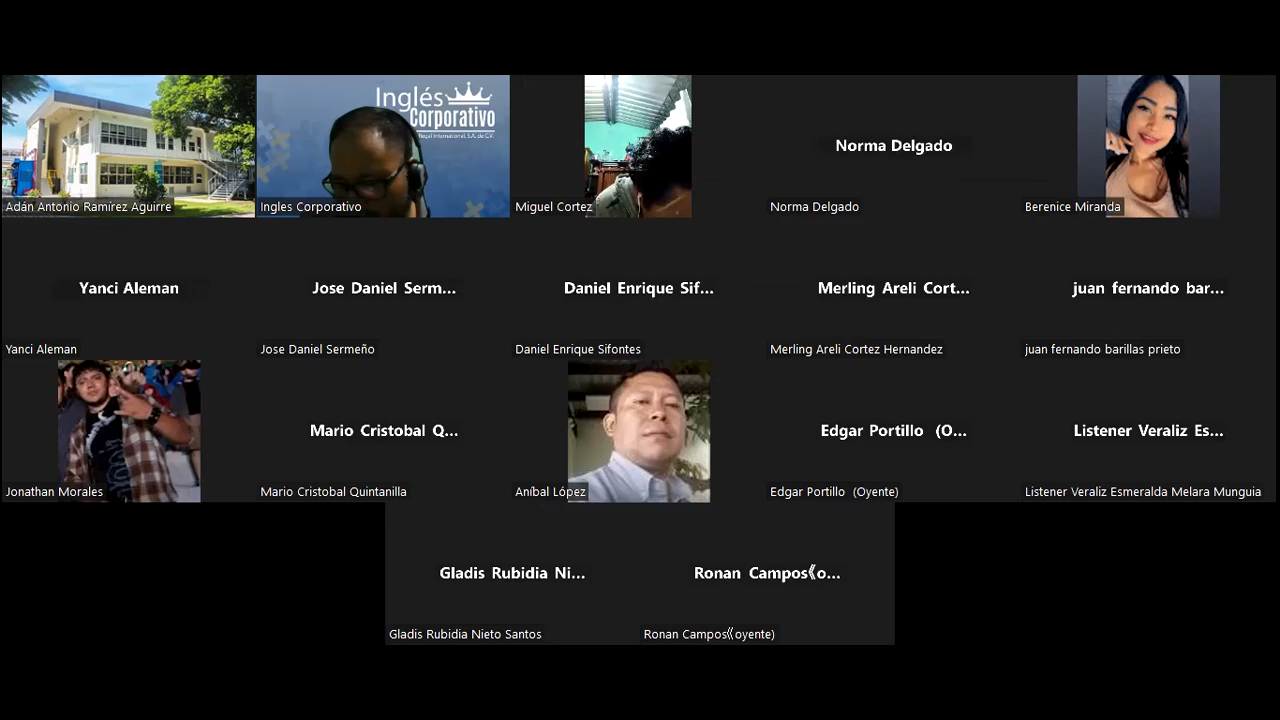 Inglés
Corporativo
Regal International, S.A. de C.V.
Adán Antonio Ramírez Aguirre
Ingles Corporativo
Miguel Cortez
Norma Delgado
Norma Delgado
Berenice Miranda
Yanci Aleman
Jose Daniel Serm...
Daniel Enrique Sif...
Merling Areli Cort...
juan fernando bar...
Yanci Aleman
Jose Daniel Sermeño
Daniel Enrique Sifontes
Merling Areli Cortez Hernandez
juan fernando barillas prieto
Mario Cristobal Q...
Edgar Portillo (O...
Listener Veraliz Es...
Jonathan Morales
Mario Cristobal Quintanilla
Aníbal López
Edgar Portillo (Oyente)
Listener Veraliz Esmeralda Melara Munguia
Gladis Rubidia Ni...
Ronan Campos《o...
Gladis Rubidia Nieto Santos
Ronan Campos《oyente)